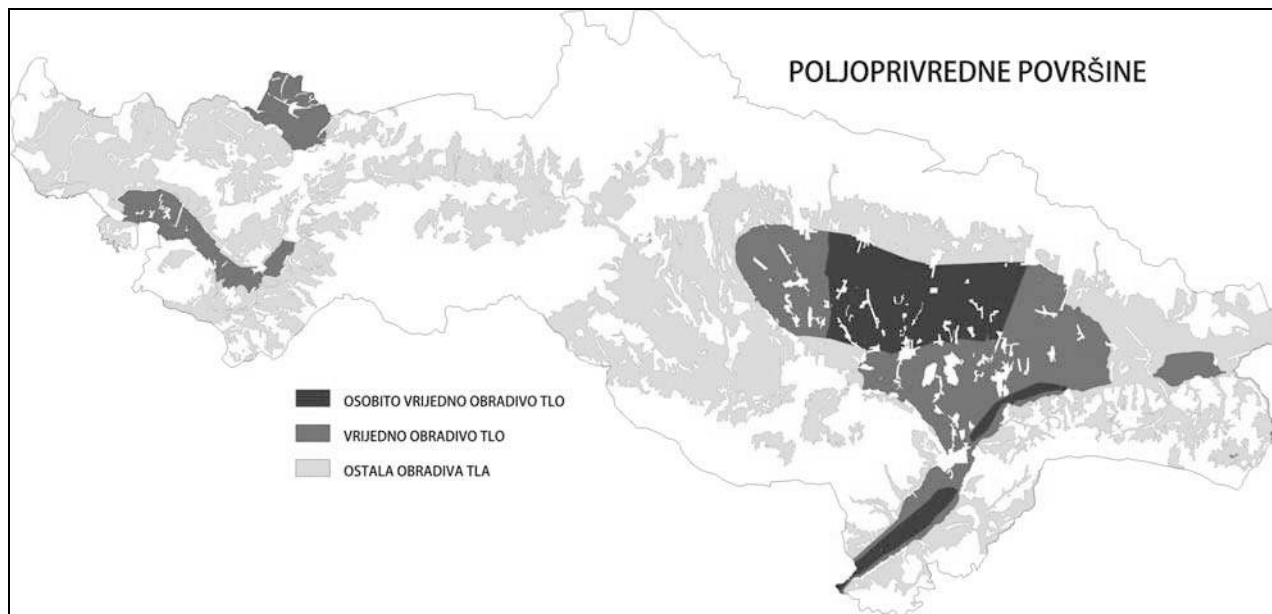 POLJOPRIVREDNE POVRŠINE
OSOBITO VRIJEDNO OBRADIVO TLO
VRIJEDNO OBRADIVO TLO
OSTALA OBRADIVA TLA